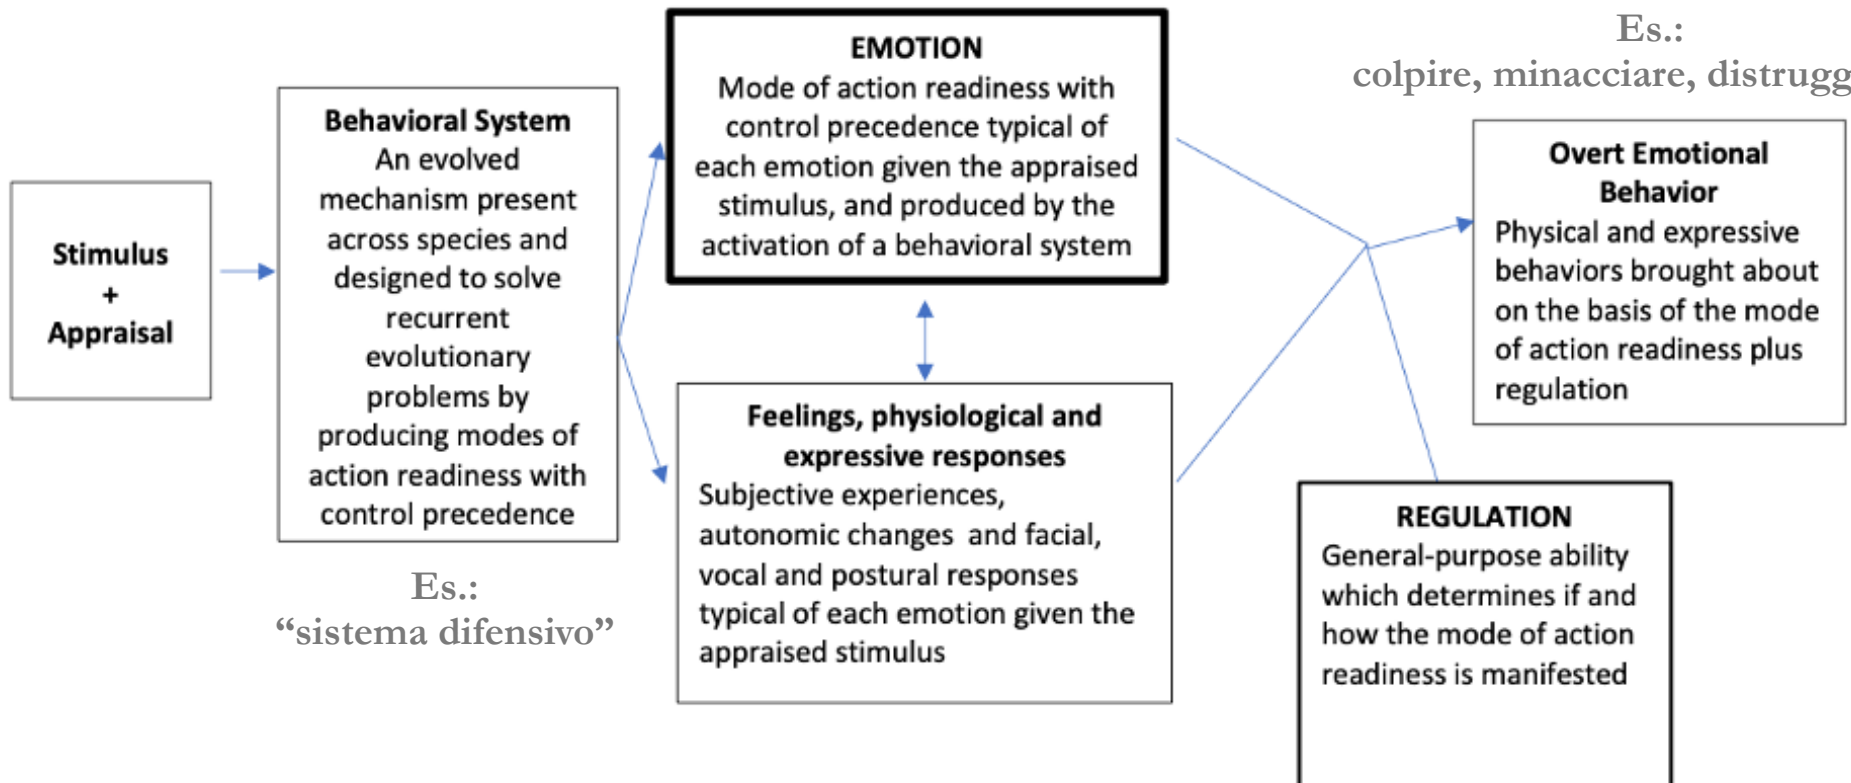 Stimulus
+
Appraisal
Behavioral System
An evolved
mechanism present
across species and
designed to solve
recurrent
evolutionary
problems by
producing modes of
action readiness with
control precedence
Es.:
“sistema difensivo”
EMOTION
Mode of action readiness with
control precedence typical of
each emotion given the appraised
stimulus, and produced by the
activation of a behavioral system
Feelings, physiological and
expressive responses
Subjective experiences,
autonomic changes and facial,
vocal and postural responses
typical of each emotion given the
appraised stimulus
Es.:
colpire, minacciare, distrugg
Overt Emotional
Behavior
Physical and expressive
behaviors brought about
on the basis of the mode
of action readiness plus
regulation
REGULATION
General-purpose ability
which determines if and
how the mode of action
readiness is manifested